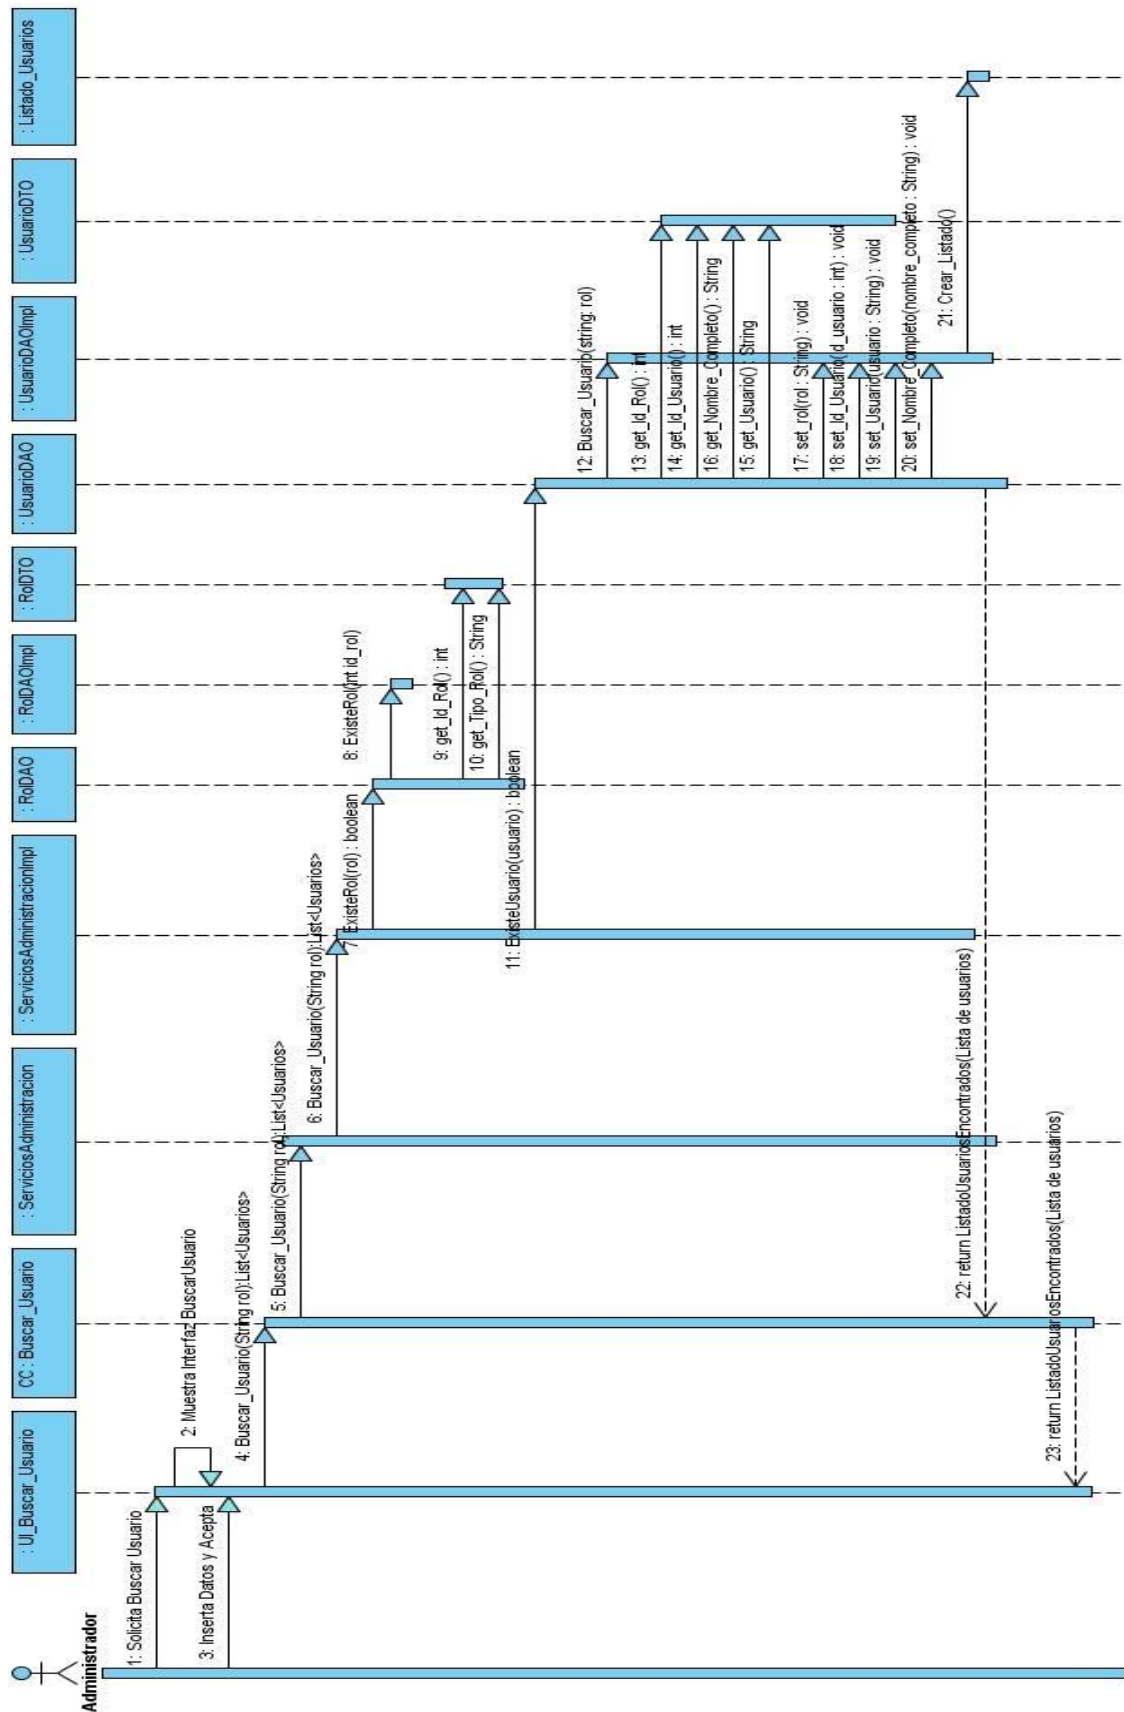 Administrador
: UI_Buscar_Usuario
CC : Buscar_Usuario
: ServiciosAdministracion
: ServiciosAdministracionImpl
: RolDAO
: RolDAOImpl
: RolDTO
: UsuarioDAO
: UsuarioDAOImpl
: UsuarioDTO
: Listado_Usuarios
1: Solicita Buscar Usuario
2: Muestra Interfaz BuscarUsuario
3: Inserta Datos y Acepta
4: Buscar_Usuario(String rol):List<Usuarios>
5: Buscar_Usuario(String rol):List<Usuarios>
6: Buscar_Usuario(String rol):List<Usuarios>
7: ExisteRol(rol) : boolean
8: ExisteRol(int id_rol)
9: get_Id_Rol() : int
10: get_Tipo_Rol() : String
11: ExisteUsuario(usuario) : boolean
12: Buscar_Usuario(string: rol)
13: get_Id_Rol() : int
14: get_Id_Usuario() : int
16: get_Nombre_Completo() : String
15: get_Usuario() : String
17: set_rol(rol : String) : void
18: set_Id_Usuario(id_usuario : int) : void
19: set_Usuario(usuario : String) : void
20: set_Nombre_Completo(nombre_completo : String) : void
21: Crear_Listado()
22: return ListadoUsuariosEncontrados(Lista de usuarios)
23: return ListadoUsuariosEncontrados(Lista de usuarios)